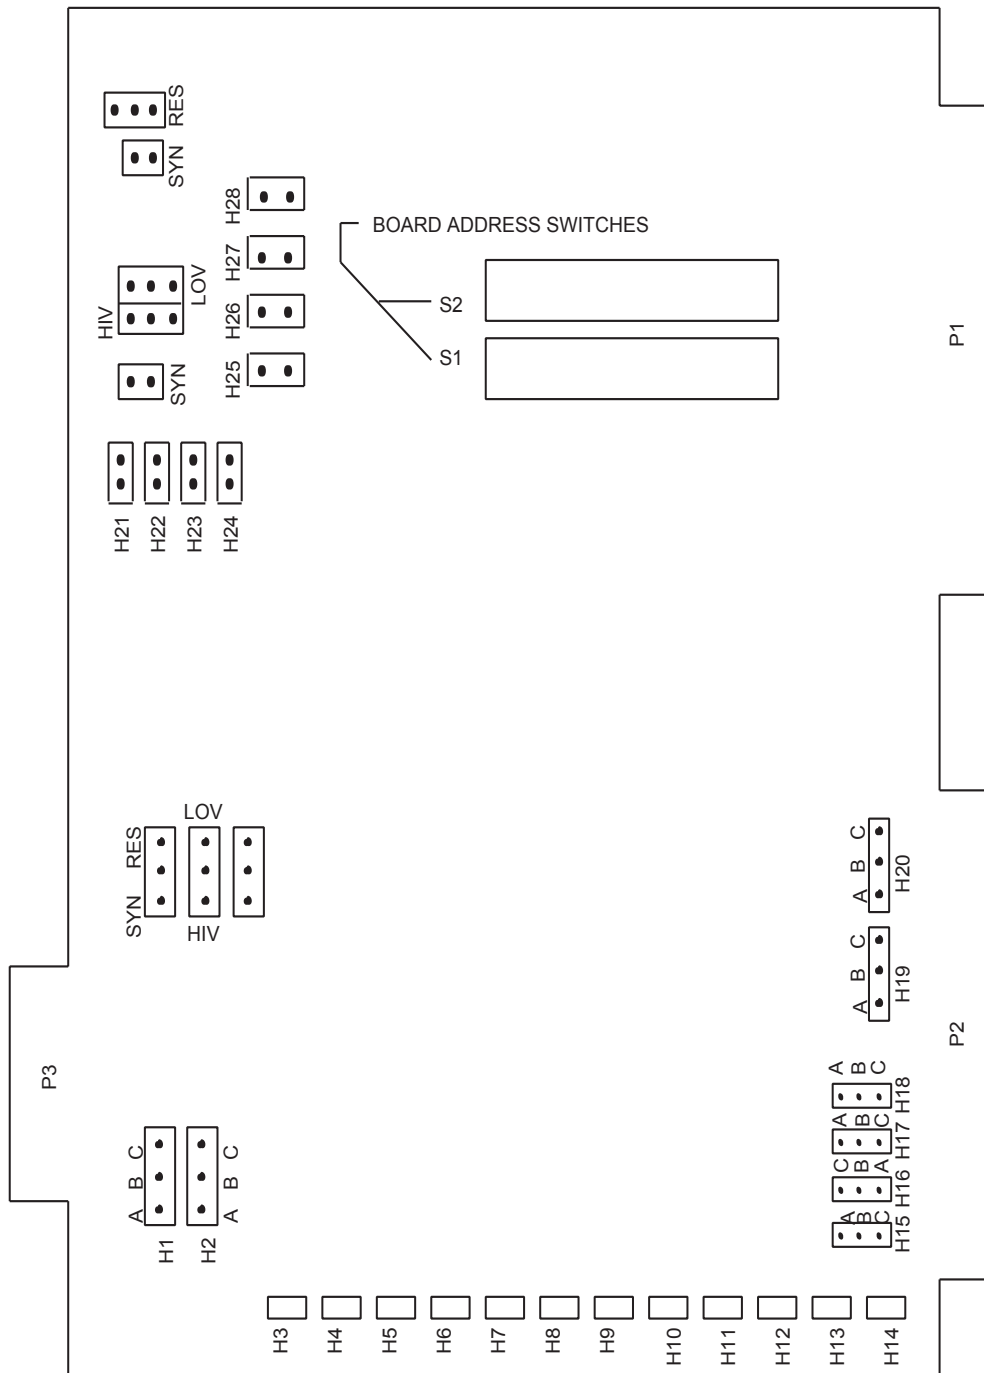 RES
SYN
H28
BOARD ADDRESS SWITCHES
H27
LOV
HIV
H26
S2
P1
S1
SYN
H25
H21
H22
H23
H24
LOV
SYN RES
HIV
A B C
H20
A B C
H19
P3
P2
A B C
H18
A B C
H17
C B A
H16
A B C
H15
A B C
H1
A B C
H2
H3
H4
H5
H6
H7
H8
H9
H10
H11
H12
H13
H14